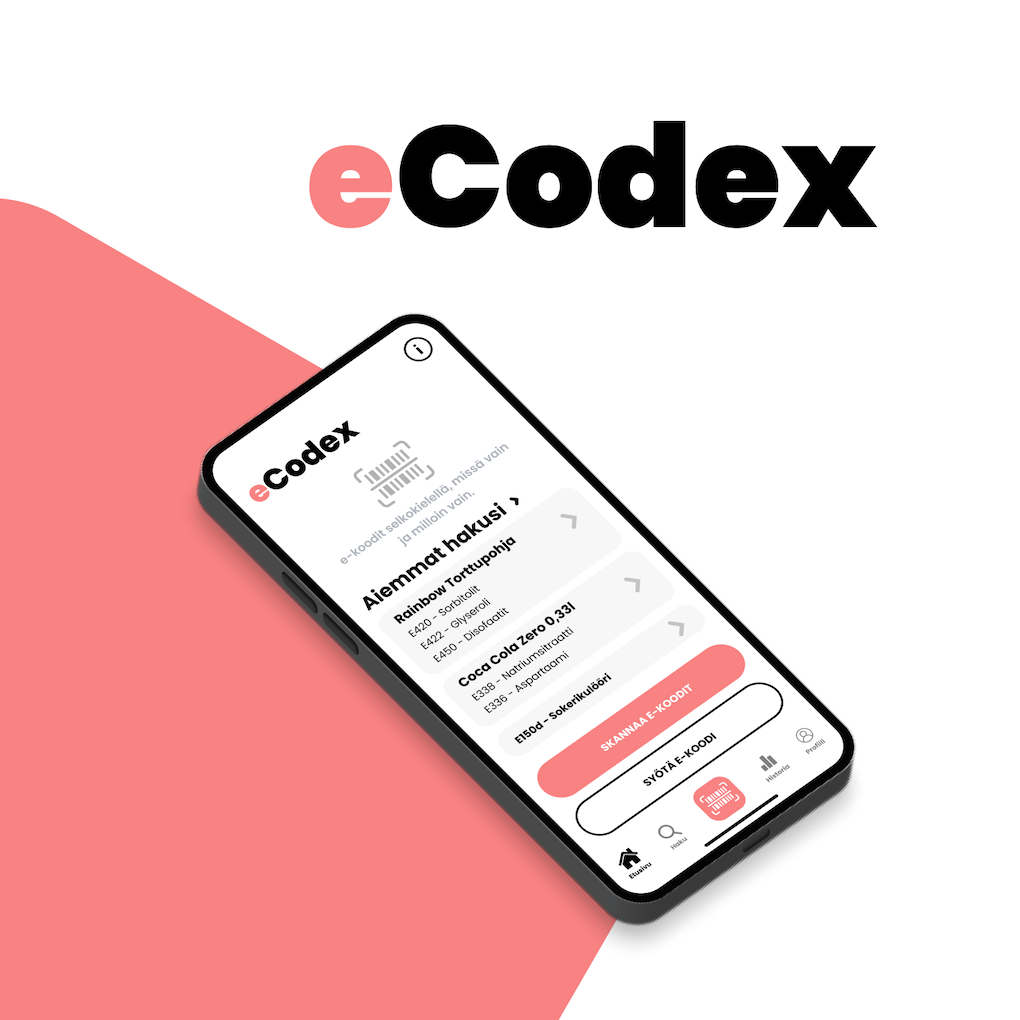 eCodex
i
eCodex
e-koodit selkokielellä, missä vain
ja milloin vain.
Aiemmat hakusi
Rainbow Torttupohja
E420 - Sorbitolit
E422 - Glyseroli
E450 - Disofaatit
Coca Cola Zero 0,33l
E338 - Natriumsitraatti
E336 - Aspartaami
E150d - Sokerikulööri
SKANNAA E-KOODIT
SYÖTÄ E-KOODI
Etusivu
Haku
Historia
Profiili